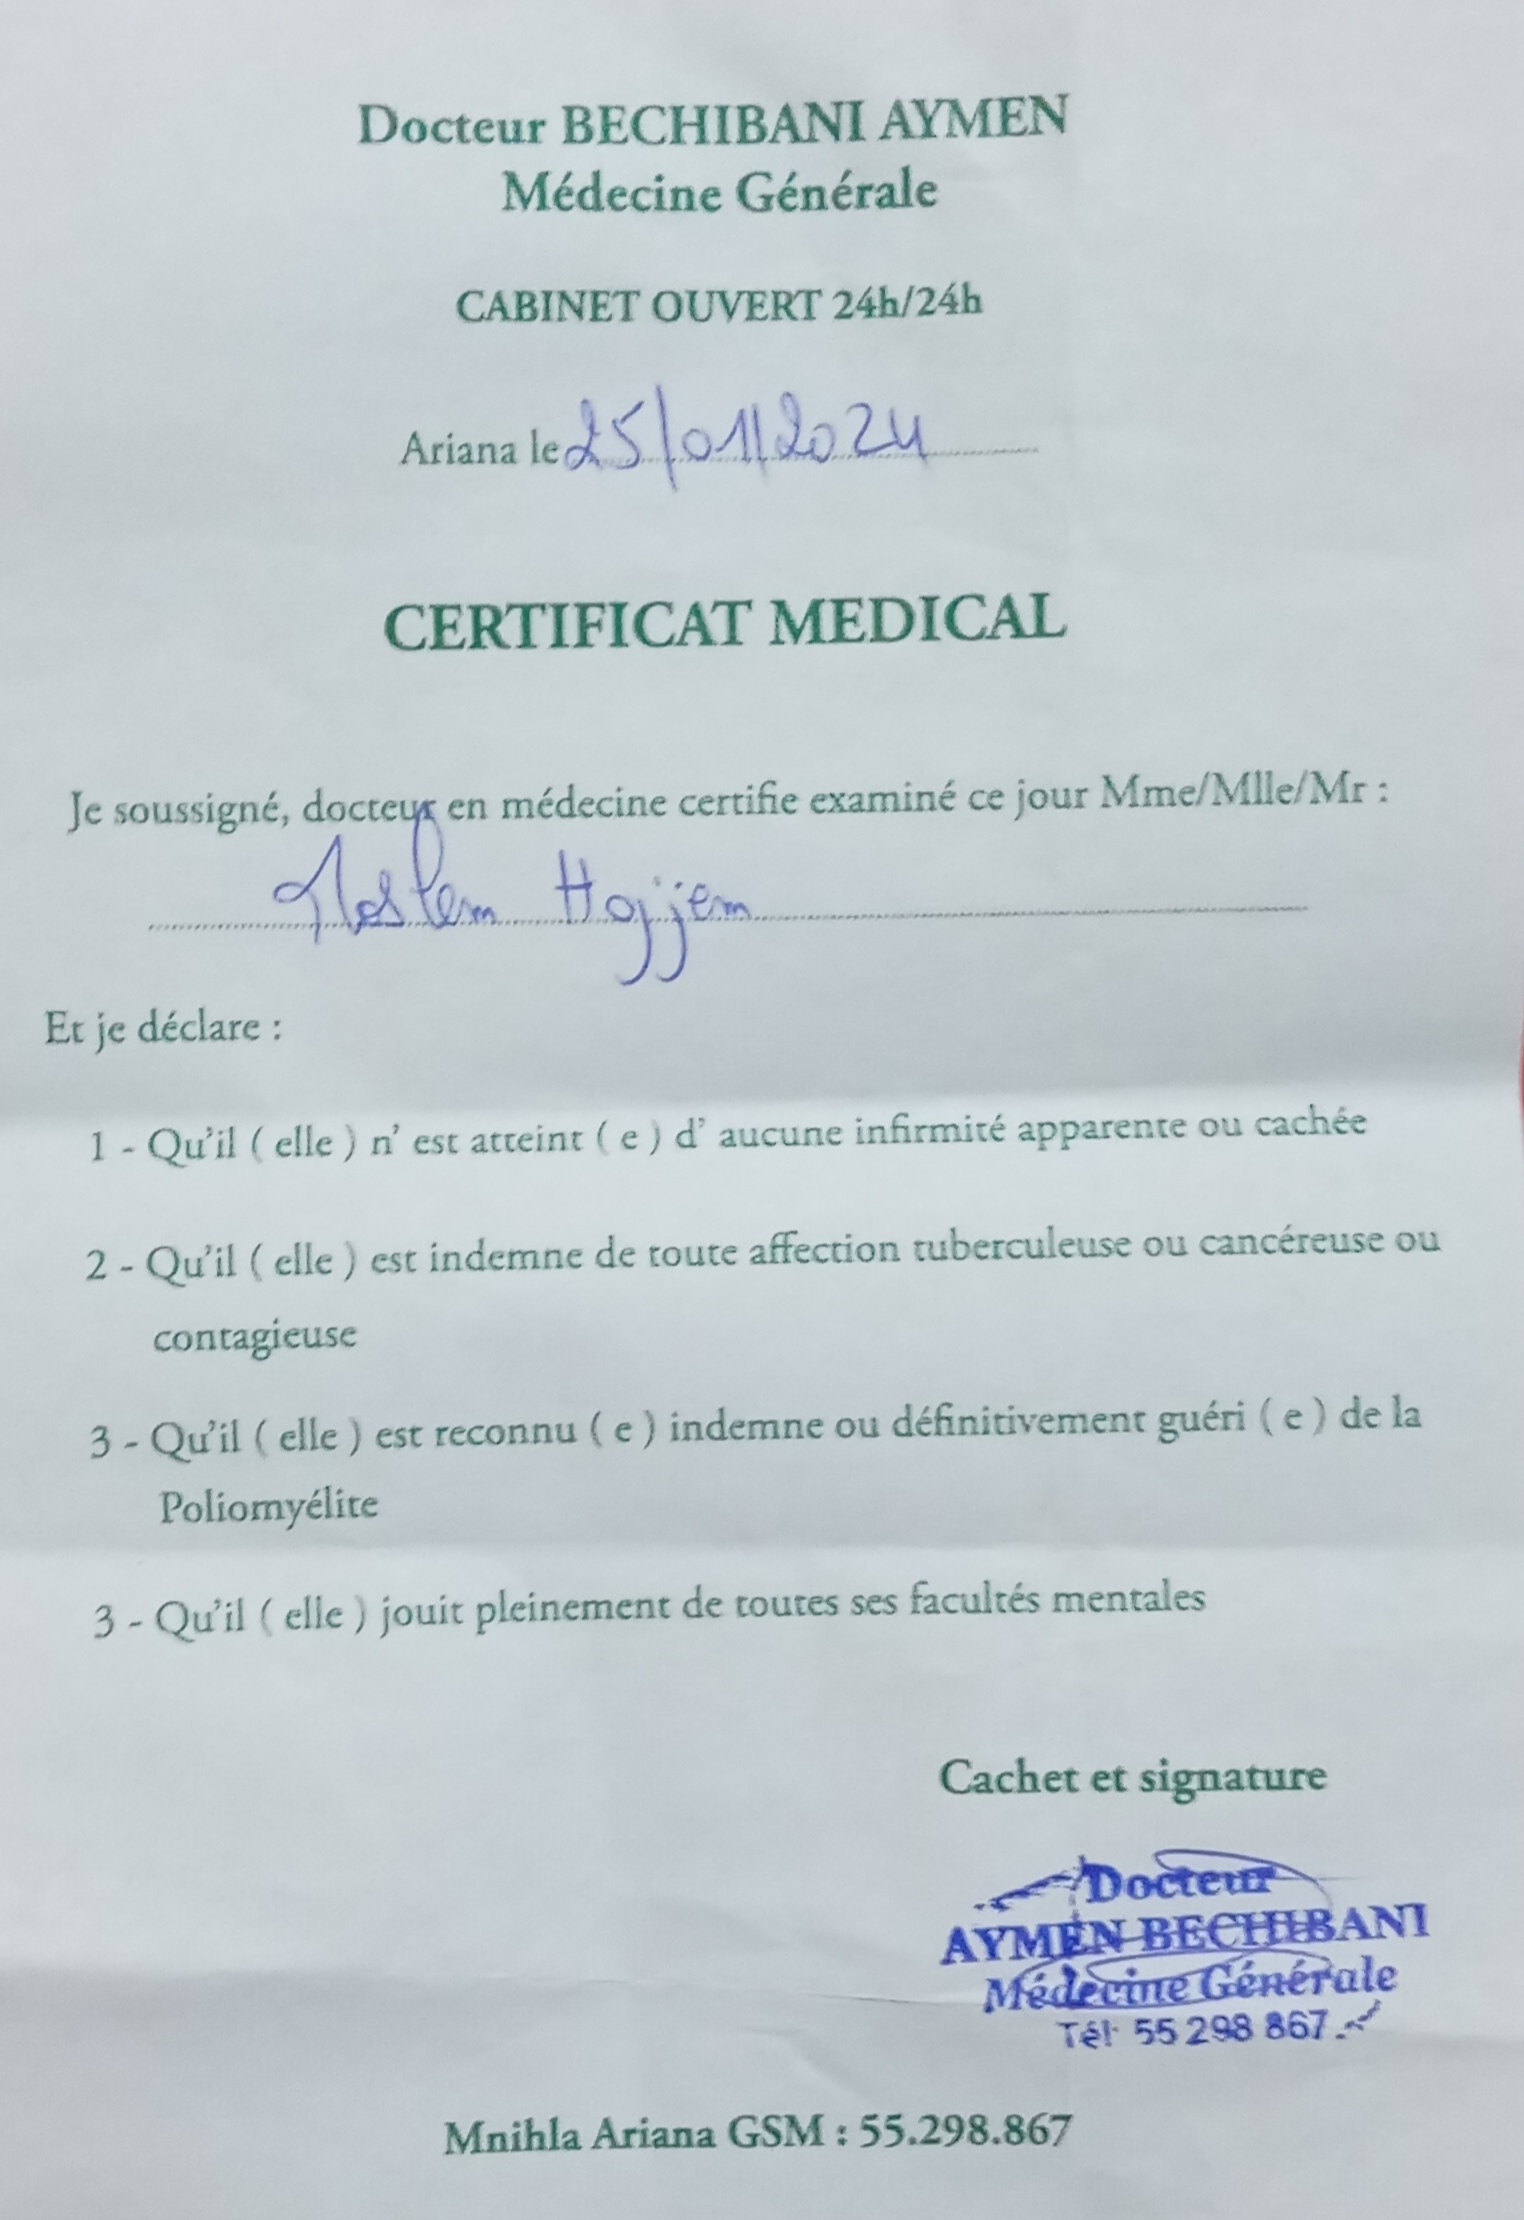 Docteur BECHIBANI AYMEN
Médecine Générale
CABINET OUVERT 24h/24h
Ariana le 25/01/2024
CERTIFICAT MEDICAL
Je soussigné, docteur en médecine certifie examiné ce jour Mme/Mlle/Mr :
Hajjem
Et je déclare :
1 - Qu'il ( elle ) n' est atteint ( e ) d' aucune infirmité apparente ou cachée
2 - Qu'il ( elle ) est indemne de toute affection tuberculeuse ou cancéreuse ou
contagieuse
3 - Qu'il ( elle ) est reconnu ( e ) indemne ou définitivement guéri ( e ) de la
Poliomyélite
3 - Qu'il ( elle ) jouit pleinement de toutes ses facultés mentales
Cachet et signature
Docteur
AYMEN BECHIBANI
Médecine Générale
Tél: 55 298 867
Mnihla Ariana GSM : 55.298.867